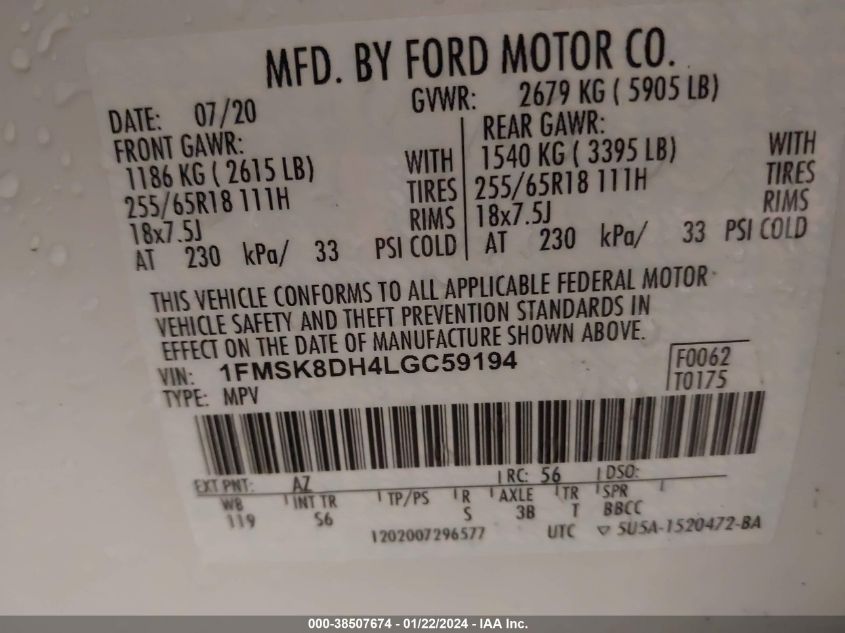 MFD. BY FORD MOTOR CO.
DATE: 07/20 GVWR: 2679 KG ( 5905 LB)
FRONT GAWR: REAR GAWR:
1186 KG ( 2615 LB) WITH 1540 KG ( 3395 LB) WITH
255/65R18 111H TIRES 255/65R18 111H TIRES
18x7.5J RIMS 18x7.5J RIMS
AT 230 kPa/ 33 PSI COLD AT 230 kPa/ 33 PSI COLD
THIS VEHICLE CONFORMS TO ALL APPLICABLE FEDERAL MOTOR
VEHICLE SAFETY AND THEFT PREVENTION STANDARDS IN
EFFECT ON THE DATE OF MANUFACTURE SHOWN ABOVE.
VIN: 1FMSK8DH4LGC59194 F0062
TYPE: MPV T0175
EXT PNT: AZ RC: 56 DSO:
WB INT TR TP/PS R AXLE TR SPR
119 S6 S 3B T BBCC
1202007296577 UTC ▽ 5U5A-1520472-BA
000-38507674 - 01/22/2024 - IAA Inc.